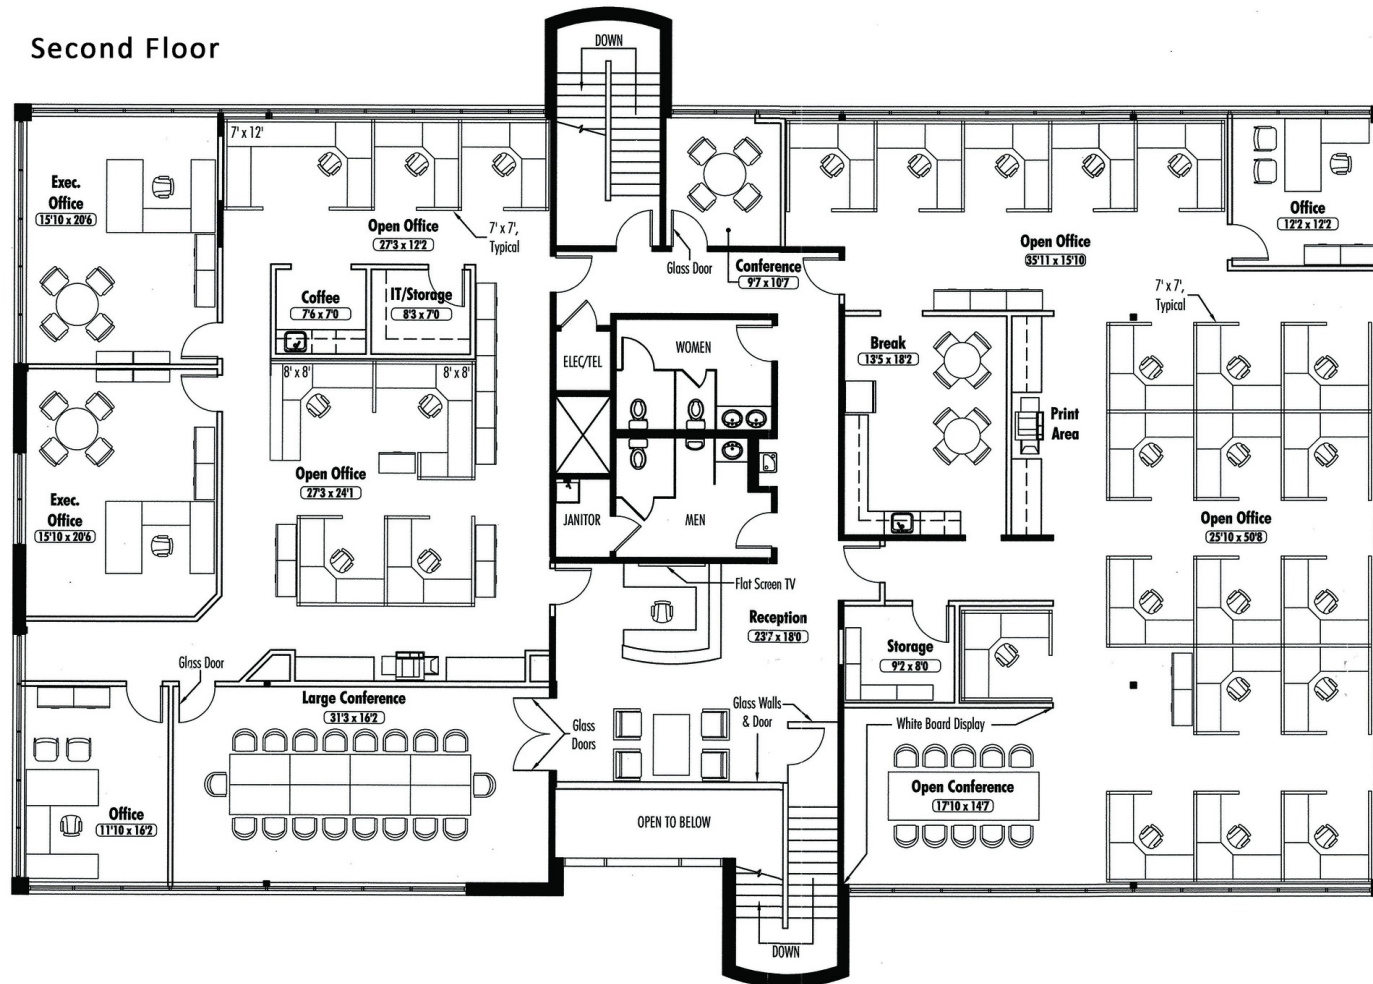 Second Floor
DOWN
7' x 12'
Exec.
Office
15'10 x 20'6
Open Office
27'3 x 12'2
7' x 7',
Typical
Glass Door
Conference
9'7 x 10'7
Open Office
35'11 x 15'10
Office
12'2 x 12'2
Coffee
7'6 x 7'0
IT/Storage
8'3 x 7'0
7' x 7',
Typical
ELEC/TEL
WOMEN
Break
13'5 x 18'2
8' x 8'
8' x 8'
Print
Area
Open Office
27'3 x 24'1
Exec.
Office
15'10 x 20'6
JANITOR
MEN
Open Office
25'10 x 50'8
Flat Screen TV
Reception
23'7 x 18'0
Storage
9'2 x 8'0
Glass Door
Large Conference
31'3 x 16'2
Glass
Doors
Glass Walls
& Door
White Board Display
Open Conference
17'10 x 14'7
Office
11'10 x 16'2
OPEN TO BELOW
DOWN